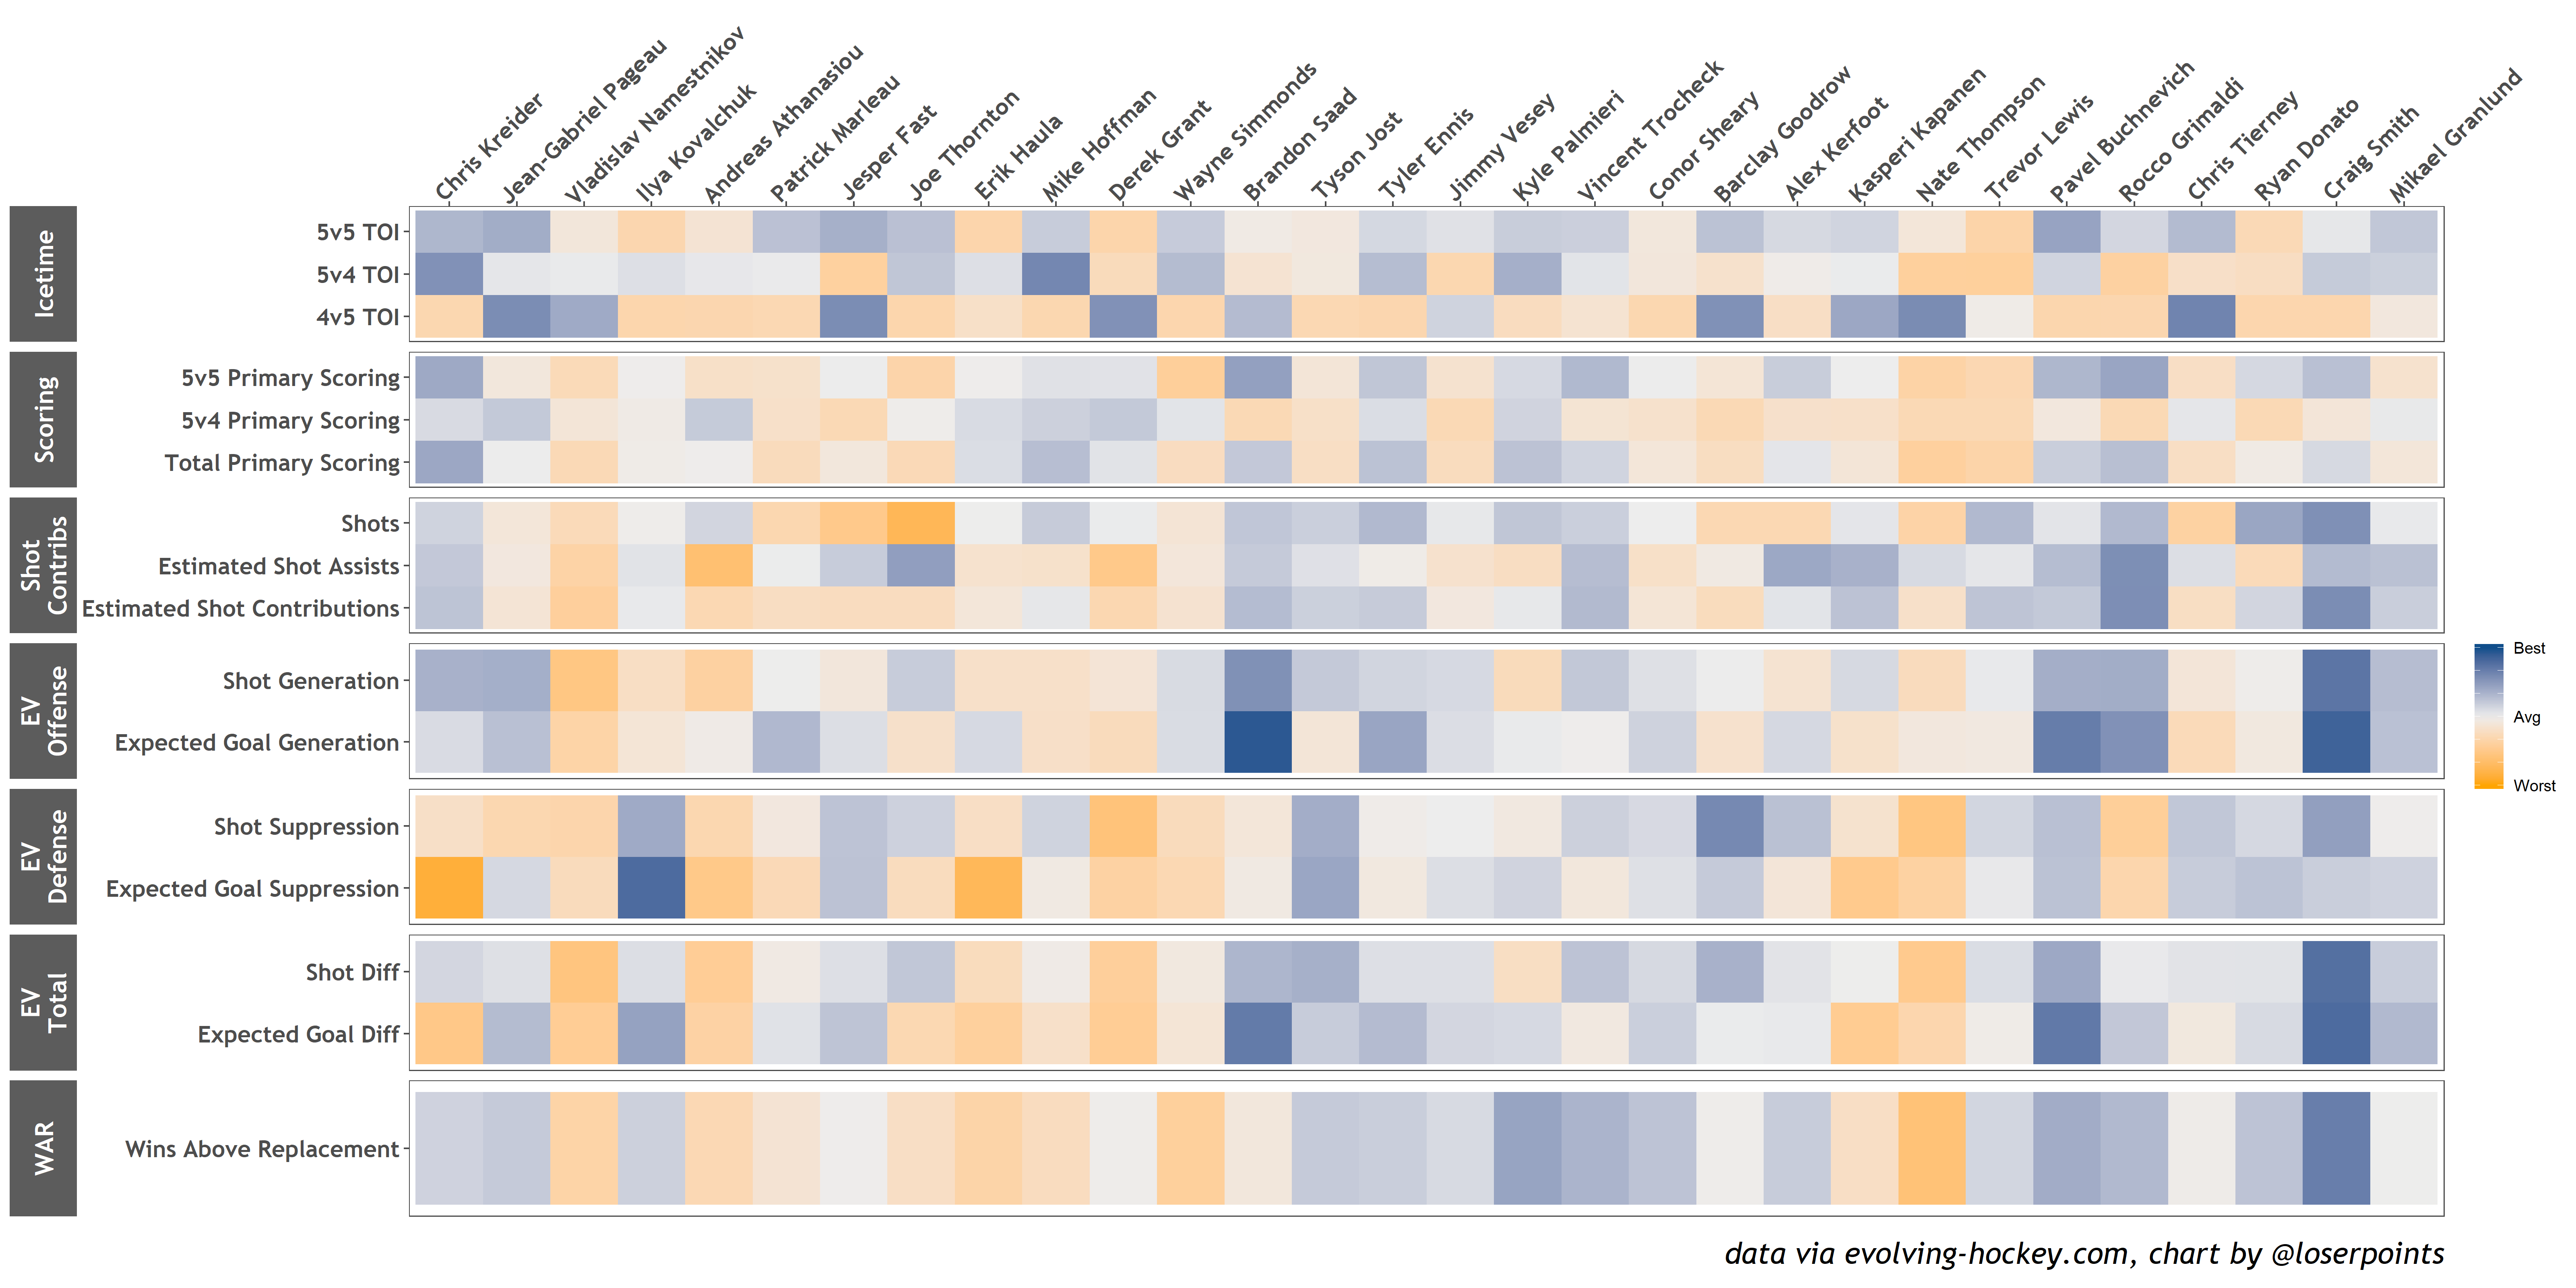 Chris Kreider
Jean-Gabriel Pageau
Vladislav Namestnikov
Ilya Kovalchuk
Andreas Athanasiou
Patrick Marleau
Jesper Fast
Joe Thornton
Erik Haula
Mike Hoffman
Derek Grant
Wayne Simmonds
Brandon Saad
Tyson Jost
Tyler Ennis
Jimmy Vesey
Kyle Palmieri
Vincent Trocheck
Conor Sheary
Barclay Goodrow
Alex Kerfoot
Kasperi Kapanen
Nate Thompson
Trevor Lewis
Pavel Buchnevich
Rocco Grimaldi
Chris Tierney
Ryan Donato
Craig Smith
Mikael Granlund
Icetime
5v5 TOI
5v4 TOI
4v5 TOI
Scoring
5v5 Primary Scoring
5v4 Primary Scoring
Total Primary Scoring
Shot
Contribs
Shots
Estimated Shot Assists
Estimated Shot Contributions
EV
Offense
Shot Generation
Expected Goal Generation
EV
Defense
Shot Suppression
Expected Goal Suppression
EV
Total
Shot Diff
Expected Goal Diff
WAR
Wins Above Replacement
Best
Avg
Worst
data via evolving-hockey.com, chart by @loserpoints